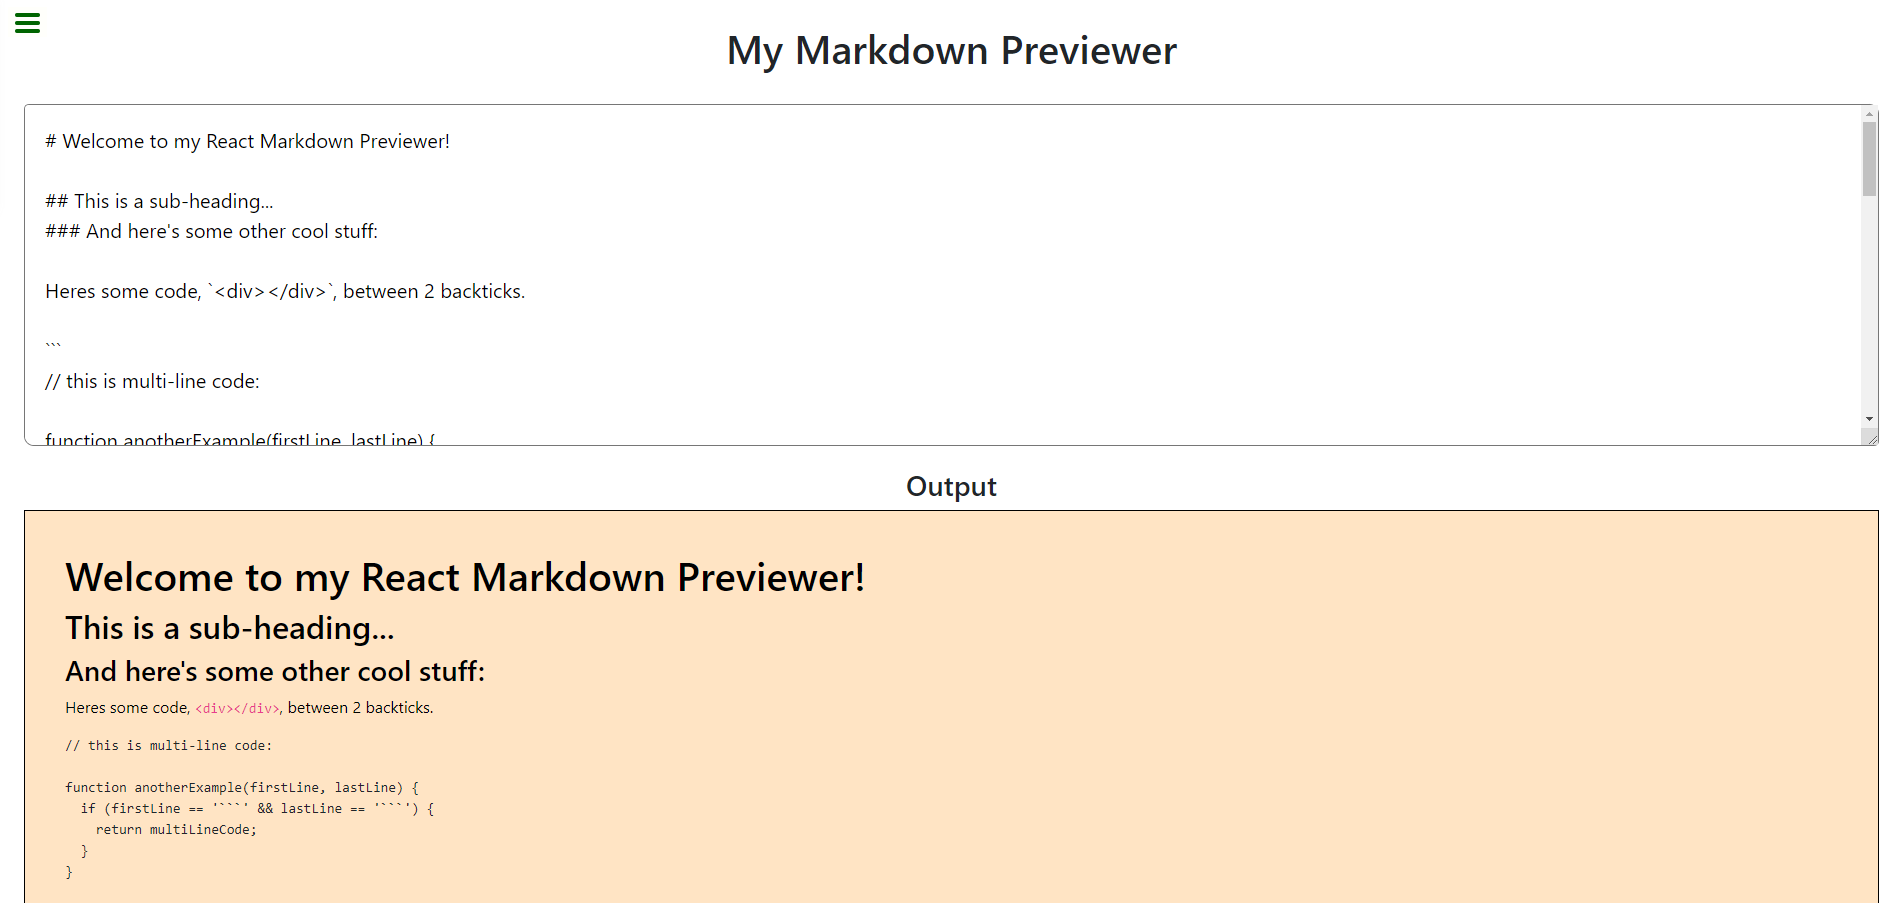 My Markdown Previewer
# Welcome to my React Markdown Previewer!
## This is a sub-heading...
### And here's some other cool stuff:
Heres some code, `<div></div>`, between 2 backticks.
```
// this is multi-line code:
function anotherExample(firstLine, lastLine) {
Output
Welcome to my React Markdown Previewer!
This is a sub-heading...
And here's some other cool stuff:
Heres some code, <div></div>, between 2 backticks.
// this is multi-line code:
function anotherExample(firstLine, lastLine) {
  if (firstLine == '```' && lastLine == '```') {
    return multiLineCode;
  }
}